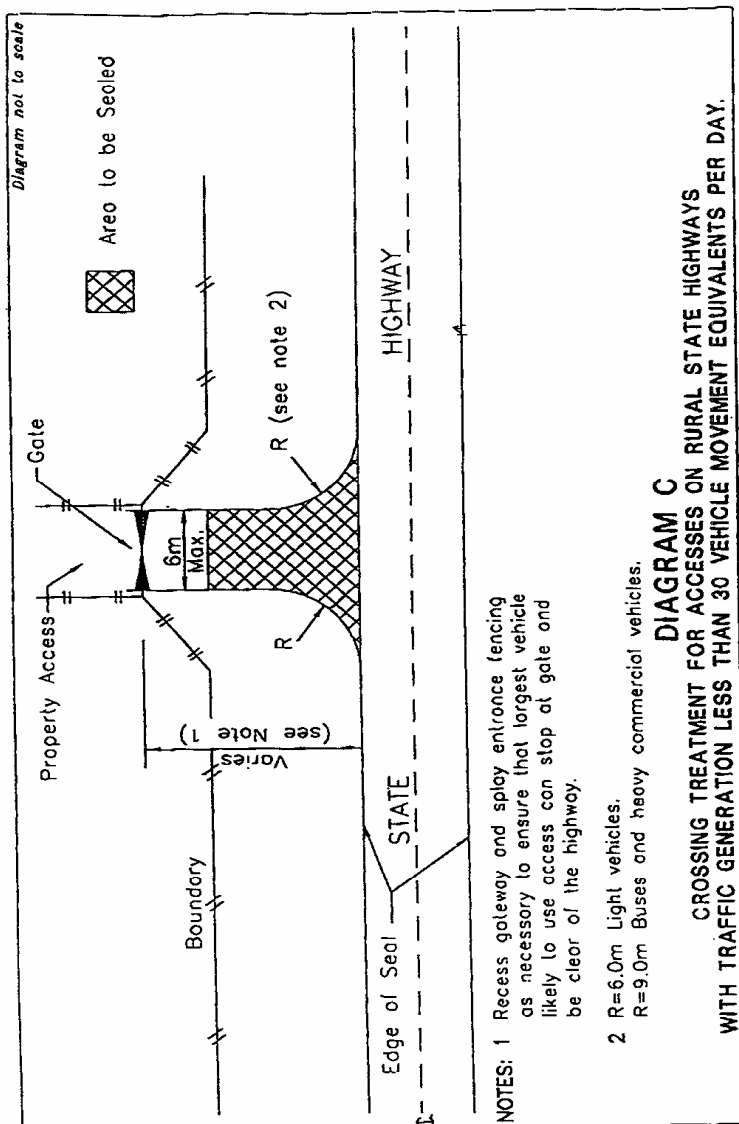 Diagram not to scale
Area to be Sealed
Gate
Property Access
6m
Max.
R (see note 2)
R
Varies
(see Note 1)
Boundary
STATE HIGHWAY
Edge of Seal
NOTES: 1 Recess gateway and splay entrance fencing
as necessary to ensure that largest vehicle
likely to use access can stop at gate and
be clear of the highway.
2 R=6.0m Light vehicles.
R=9.0m Buses and heavy commercial vehicles.
DIAGRAM C
CROSSING TREATMENT FOR ACCESSES ON RURAL STATE HIGHWAYS
WITH TRAFFIC GENERATION LESS THAN 30 VEHICLE MOVEMENT EQUIVALENTS PER DAY.